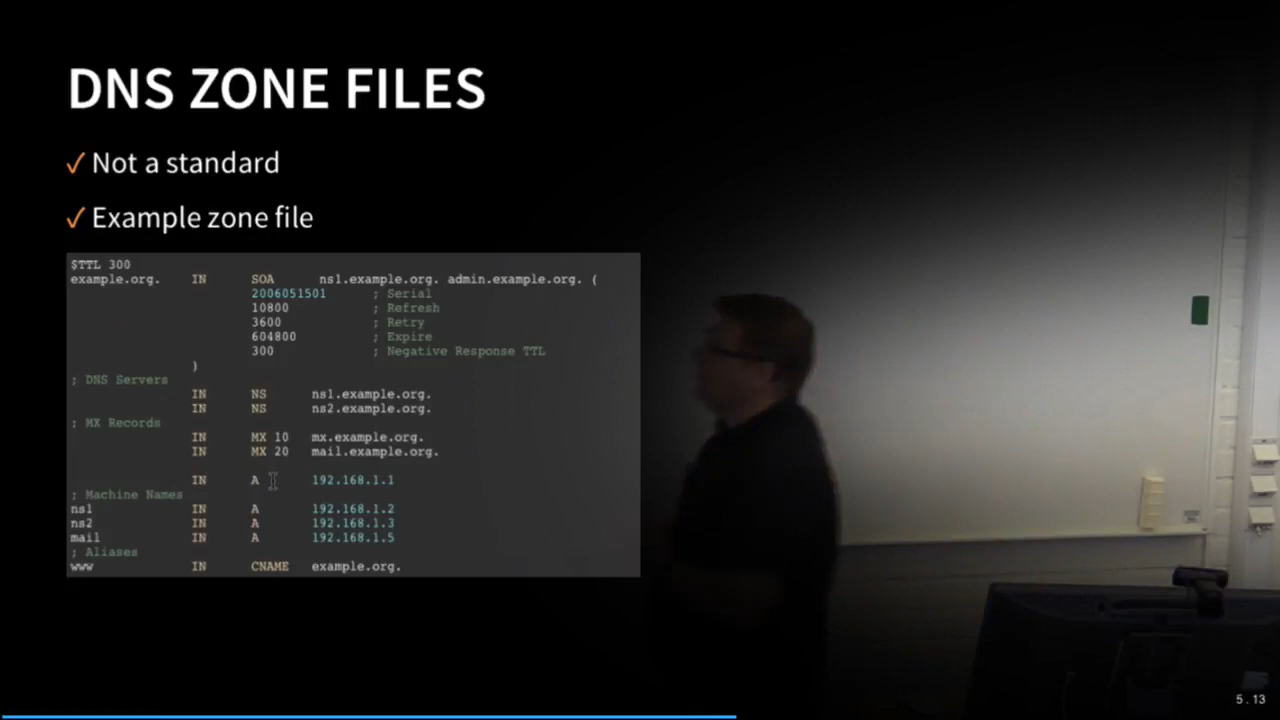 DNS ZONE FILES
✓ Not a standard
✓ Example zone file
$TTL 300
example.org. IN SOA ns1.example.org. admin.example.org. (
2006051501 ; Serial
10800 ; Refresh
3600 ; Retry
604800 ; Expire
300 ; Negative Response TTL
)
; DNS Servers
IN NS ns1.example.org.
IN NS ns2.example.org.
; MX Records
IN MX 10 mx.example.org.
IN MX 20 mail.example.org.
IN A 192.168.1.1
; Machine Names
ns1 IN A 192.168.1.2
ns2 IN A 192.168.1.3
mail IN A 192.168.1.5
; Aliases
www IN CNAME example.org.
5.13